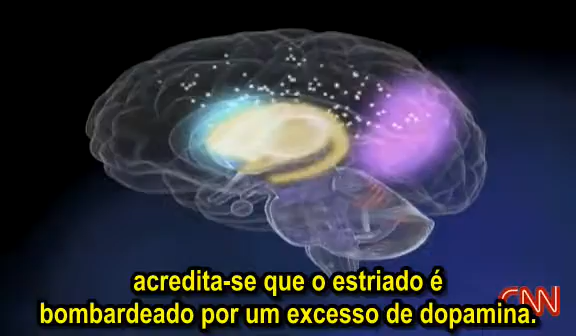 acredita-se que o estriado é
CNN
bombardeado por um excesso de dopamina.